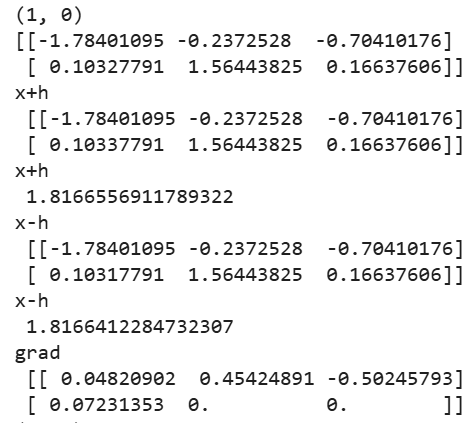 (1, 0)
[[-1.78401095 -0.2372528  -0.70410176]
 [ 0.10327791  1.56443825  0.16637606]]
x+h
 [[-1.78401095 -0.2372528  -0.70410176]
 [ 0.10337791  1.56443825  0.16637606]]
x+h
 1.8166556911789322
x-h
 [[-1.78401095 -0.2372528  -0.70410176]
 [ 0.10317791  1.56443825  0.16637606]]
x-h
 1.8166412284732307
grad
 [[ 0.04820902  0.45424891 -0.50245793]
 [ 0.07231353  0.          0.        ]]